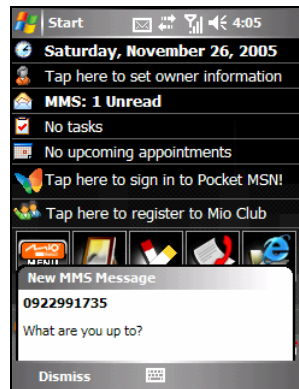 Start 4:05
Saturday, November 26, 2005
Tap here to set owner information
MMS: 1 Unread
No tasks
No upcoming appointments
Tap here to sign in to Pocket MSN!
Tap here to register to Mio Club
mio
MENU
New MMS Message
0922991735
What are you up to?
Dismiss